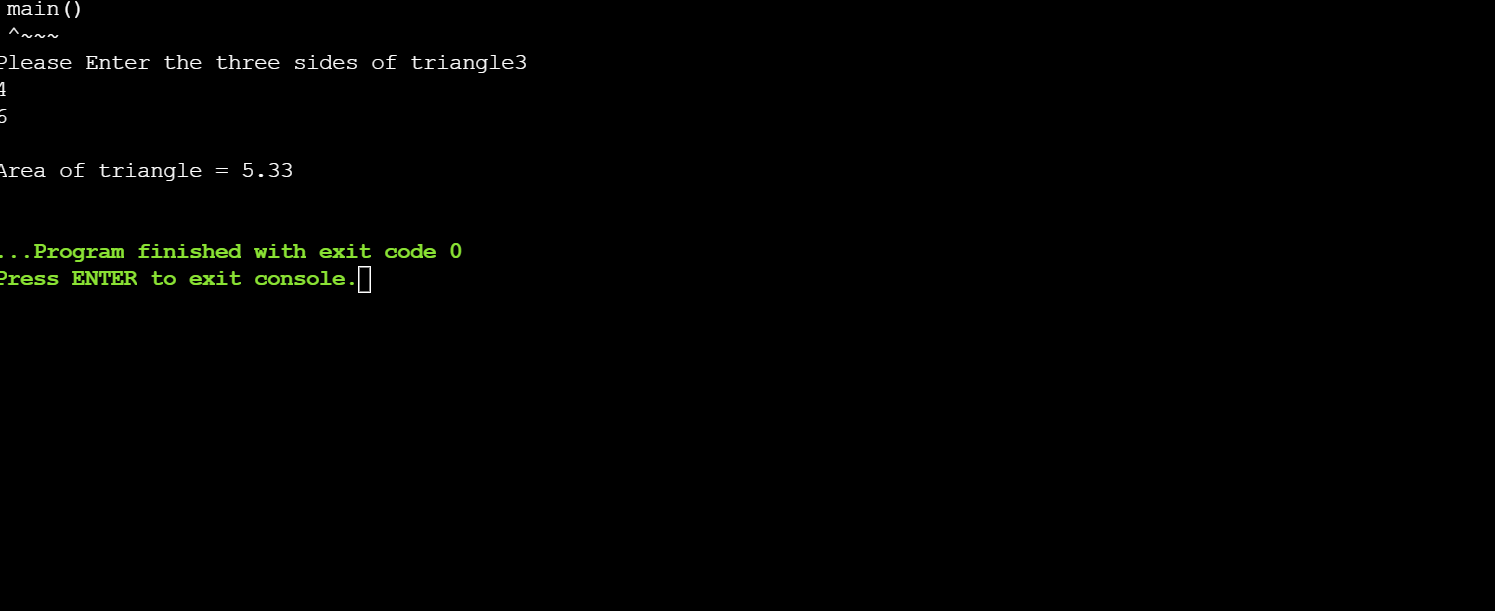 main()
^~~~
Please Enter the three sides of triangle3
4
6
Area of triangle = 5.33
...Program finished with exit code 0
Press ENTER to exit console.